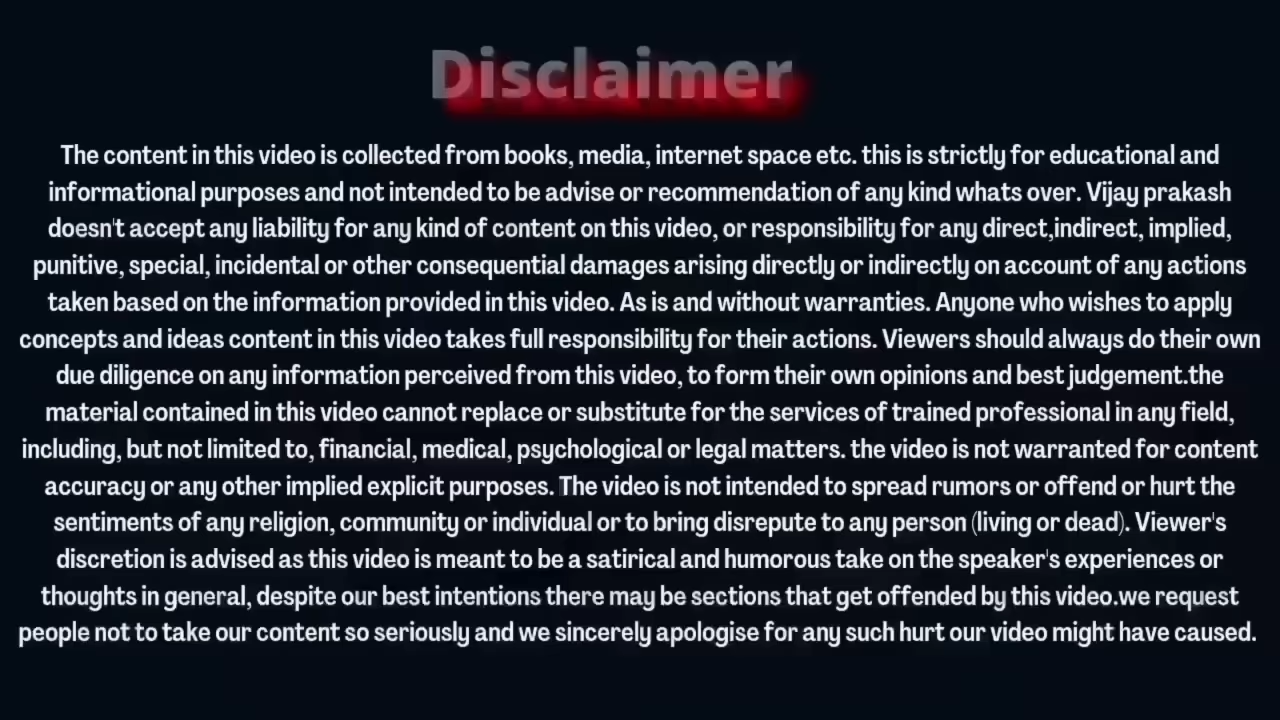 Disclaimer
The content in this video is collected from books, media, internet space etc. this is strictly for educational and
informational purposes and not intended to be advise or recommendation of any kind whats over. Vijay prakash
doesn't accept any liability for any kind of content on this video, or responsibility for any direct,indirect, implied,
punitive, special, incidental or other consequential damages arising directly or indirectly on account of any actions
taken based on the information provided in this video. As is and without warranties. Anyone who wishes to apply
concepts and ideas content in this video takes full responsibility for their actions. Viewers should always do their own
due diligence on any information perceived from this video, to form their own opinions and best judgement.the
material contained in this video cannot replace or substitute for the services of trained professional in any field,
including, but not limited to, financial, medical, psychological or legal matters. the video is not warranted for content
accuracy or any other implied explicit purposes. The video is not intended to spread rumors or offend or hurt the
sentiments of any religion, community or individual or to bring disrepute to any person (living or dead). Viewer's
discretion is advised as this video is meant to be a satirical and humorous take on the speaker's experiences or
thoughts in general, despite our best intentions there may be sections that get offended by this video.we request
people not to take our content so seriously and we sincerely apologise for any such hurt our video might have caused.